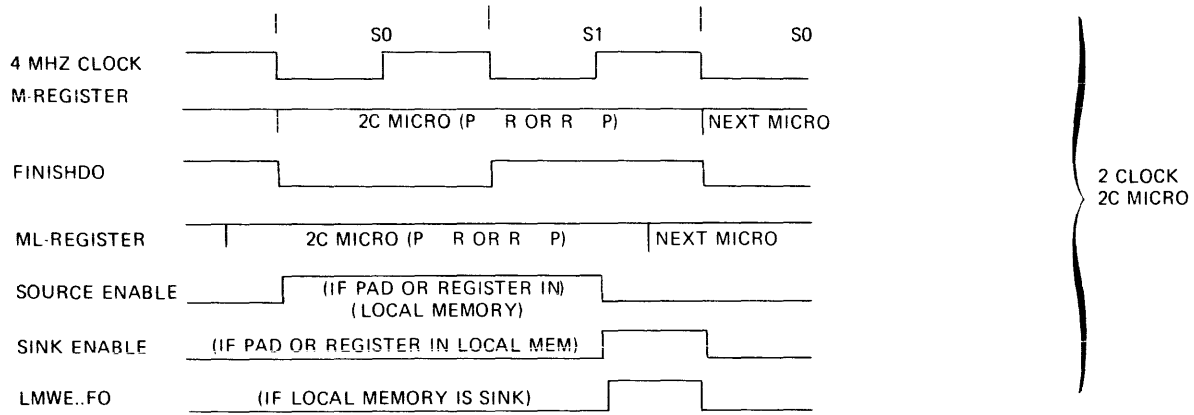 S0 S1 S0
4 MHZ CLOCK
M-REGISTER
2C MICRO (P R OR R P) NEXT MICRO
FINISHDO
2 CLOCK
2C MICRO
ML-REGISTER 2C MICRO (P R OR R P) NEXT MICRO
SOURCE ENABLE (IF PAD OR REGISTER IN)
(LOCAL MEMORY)
SINK ENABLE (IF PAD OR REGISTER IN LOCAL MEM)
LMWE..FO (IF LOCAL MEMORY IS SINK)